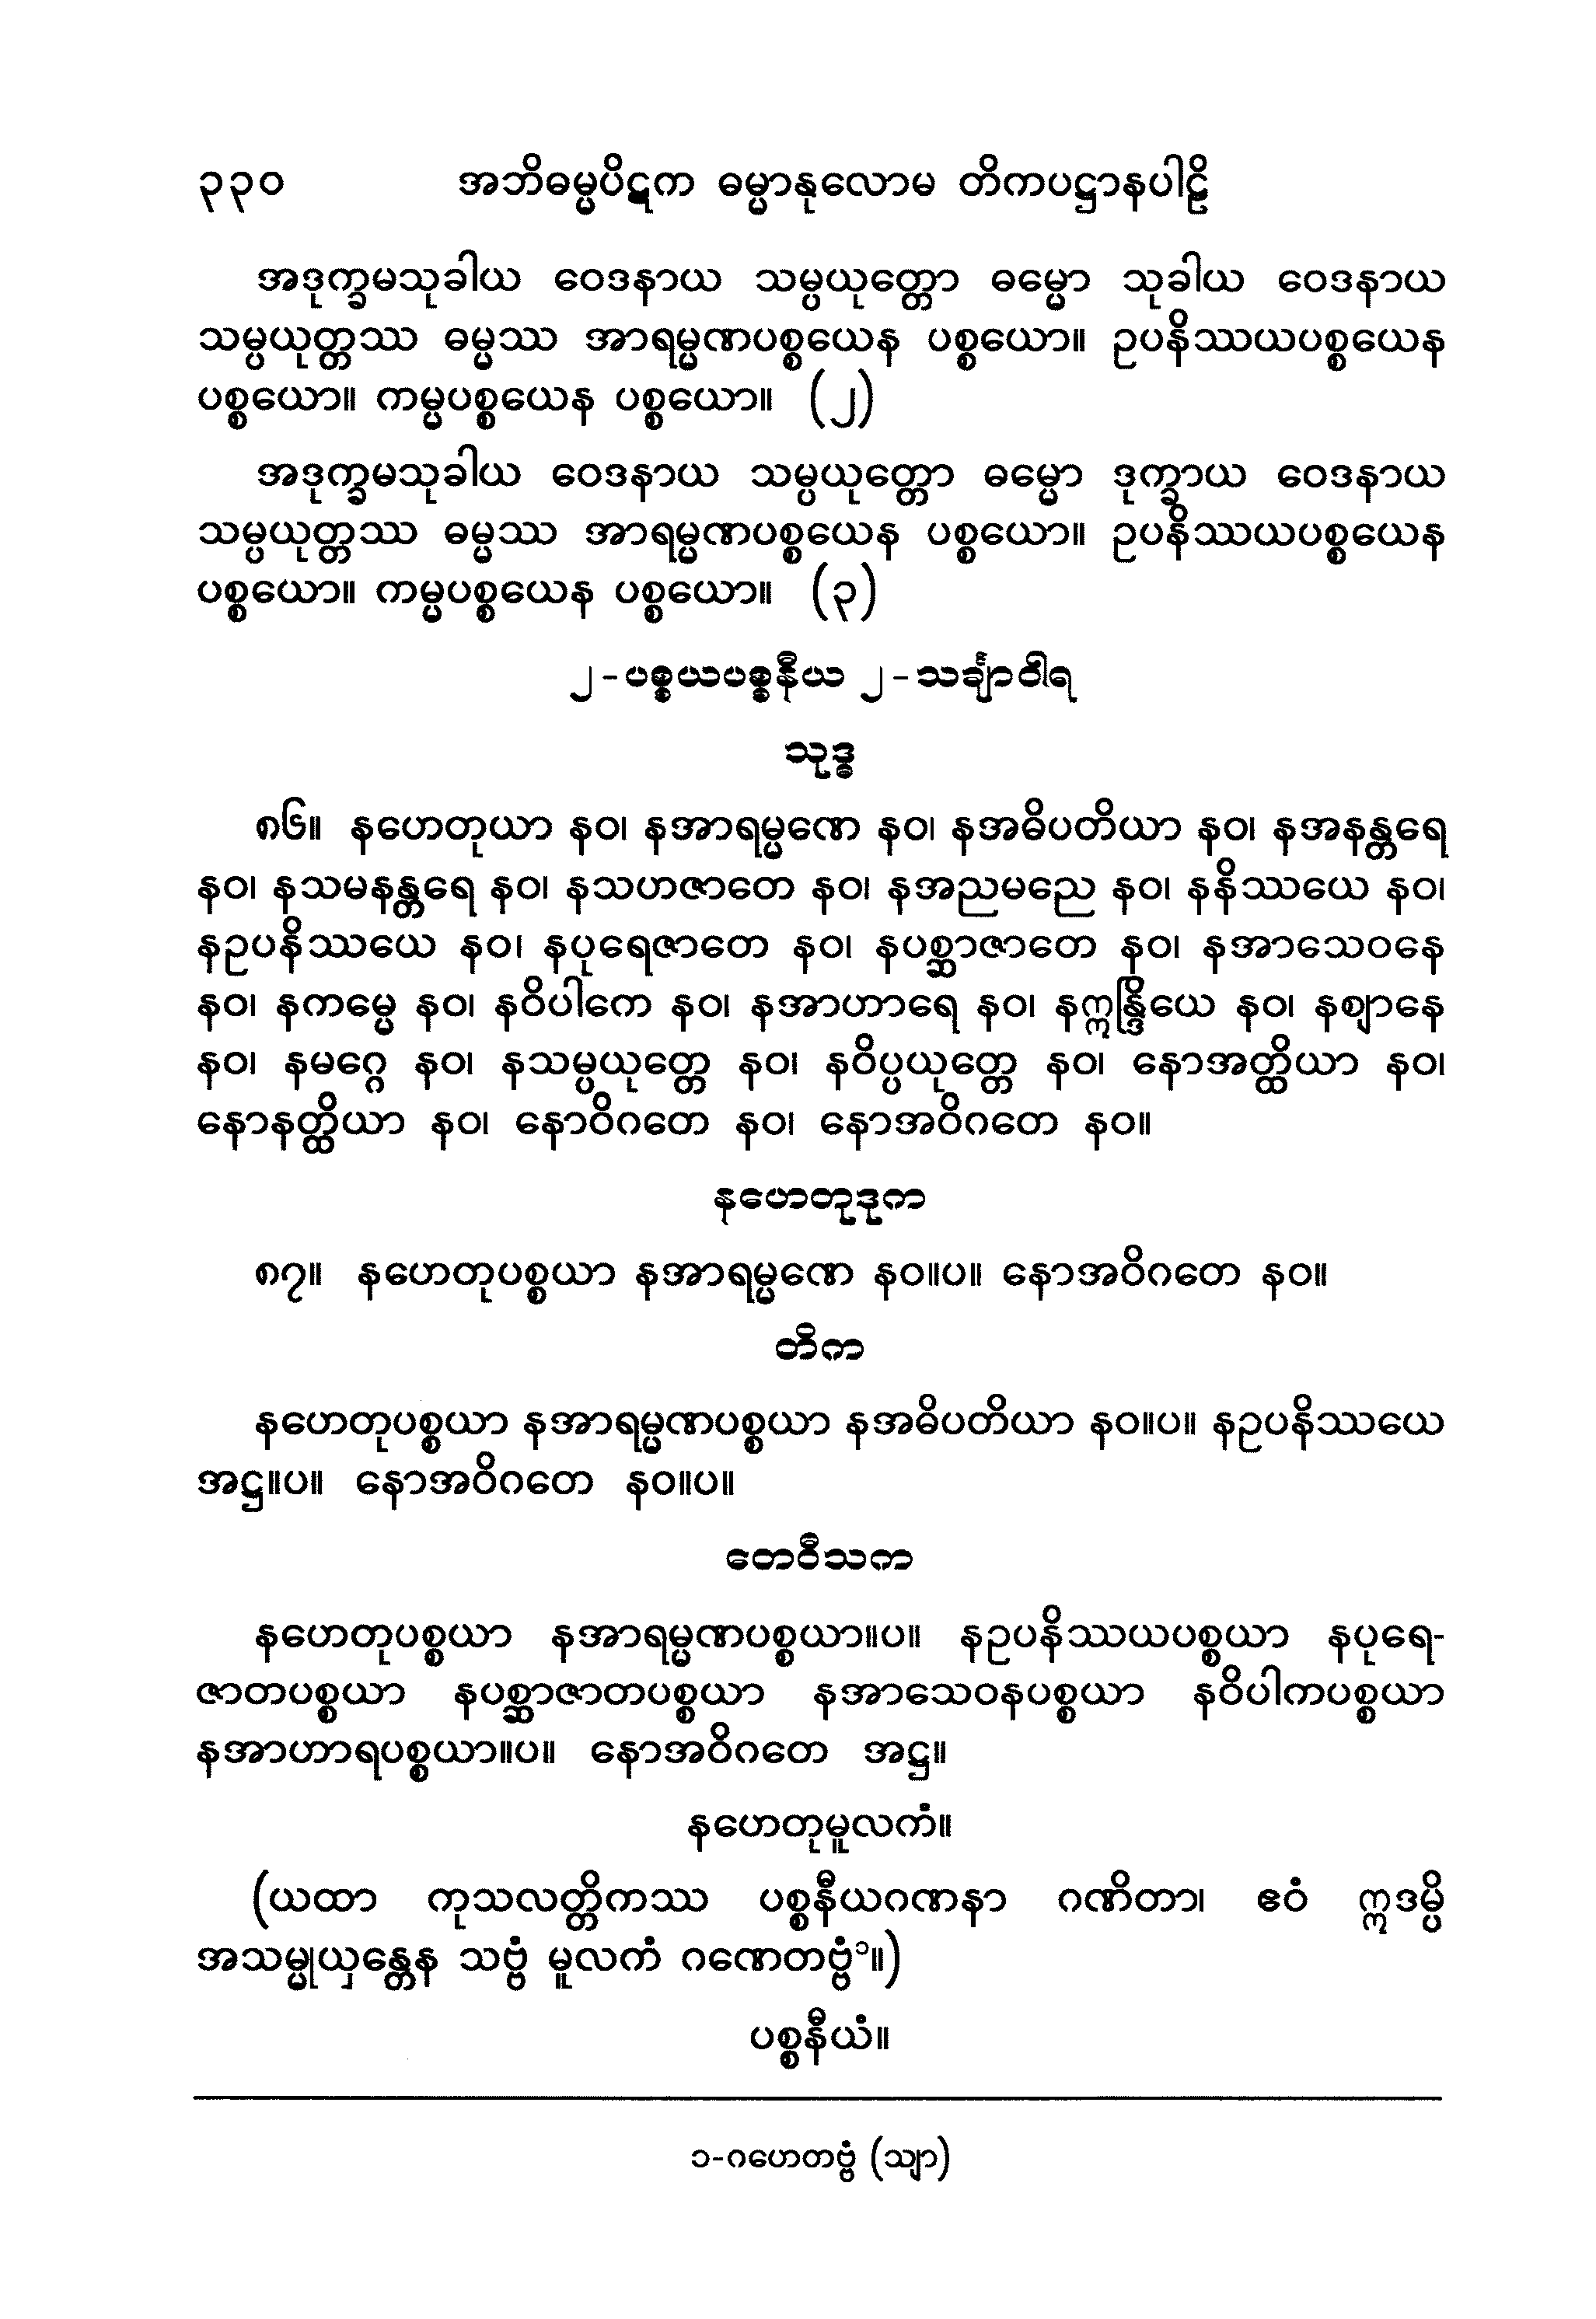 ၃၃၀ အဘိဓမ္မပိဋက ဓမ္မာနုလောမ တိကပဋ္ဌာနပါဠိ
အဒုက္ခမသုခါယ ဝေဒနာယ သမ္ပယုတ္တော ဓမ္မော သုခါယ ဝေဒနာယ
သမ္ပယုတ္တဿ ဓမ္မဿ အာရမ္မဏပစ္စယေန ပစ္စယော။ ဥပနိဿယပစ္စယေန
ပစ္စယော။ ကမ္မပစ္စယေန ပစ္စယော။ (၂)
အဒုက္ခမသုခါယ ဝေဒနာယ သမ္ပယုတ္တော ဓမ္မော ဒုက္ခာယ ဝေဒနာယ
သမ္ပယုတ္တဿ ဓမ္မဿ အာရမ္မဏပစ္စယေန ပစ္စယော။ ဥပနိဿယပစ္စယေန
ပစ္စယော။ ကမ္မပစ္စယေန ပစ္စယော။ (၃)
၂-ပစ္စယပစ္စနီယ ၂-သင်္ချာဝါရ
သုဒ္ဓ
၈၆။ နဟေတုယာ နဝ၊ နအာရမ္မဏေ နဝ၊ နအဓိပတိယာ နဝ၊ နအနန္တရေ
နဝ၊ နသမနန္တရေ နဝ၊ နသဟဇာတေ နဝ၊ နအညမညေ နဝ၊ နနိဿယေ နဝ၊
နဥပနိဿယေ နဝ၊ နပုရေဇာတေ နဝ၊ နပစ္ဆာဇာတေ နဝ၊ နအာသေဝနေ
နဝ၊ နကမ္မေ နဝ၊ နဝိပါကေ နဝ၊ နအာဟာရေ နဝ၊ နဣန္ဒြိယေ နဝ၊ နဈာနေ
နဝ၊ နမဂ္ဂေ နဝ၊ နသမ္ပယုတ္တေ နဝ၊ နဝိပ္ပယုတ္တေ နဝ၊ နောအတ္ထိယာ နဝ၊
နောနတ္ထိယာ နဝ၊ နောဝိဂတေ နဝ၊ နောအဝိဂတေ နဝ။
နဟေတုဒုက
၈၇။ နဟေတုပစ္စယာ နအာရမ္မဏေ နဝ။ပ။ နောအဝိဂတေ နဝ။
တိက
နဟေတုပစ္စယာ နအာရမ္မဏပစ္စယာ နအဓိပတိယာ နဝ။ပ။ နဥပနိဿယေ
အဋ္ဌ။ပ။ နောအဝိဂတေ နဝ။ပ။
တေဝီသက
နဟေတုပစ္စယာ နအာရမ္မဏပစ္စယာ။ပ။ နဥပနိဿယပစ္စယာ နပုရေ-
ဇာတပစ္စယာ နပစ္ဆာဇာတပစ္စယာ နအာသေဝနပစ္စယာ နဝိပါကပစ္စယာ
နအာဟာရပစ္စယာ။ပ။ နောအဝိဂတေ အဋ္ဌ။
နဟေတုမူလကံ။
(ယထာ ကုသလတ္တိကဿ ပစ္စနီယဂဏနာ ဂဏိတာ၊ ဧဝံ ဣဒမ္ပိ
အသမ္မုယှန္တေန သဗ္ဗံ မူလကံ ဂဏေတဗ္ဗံ၁။)
ပစ္စနီယံ။
၁-ဂဟေတဗ္ဗံ (သျာ)